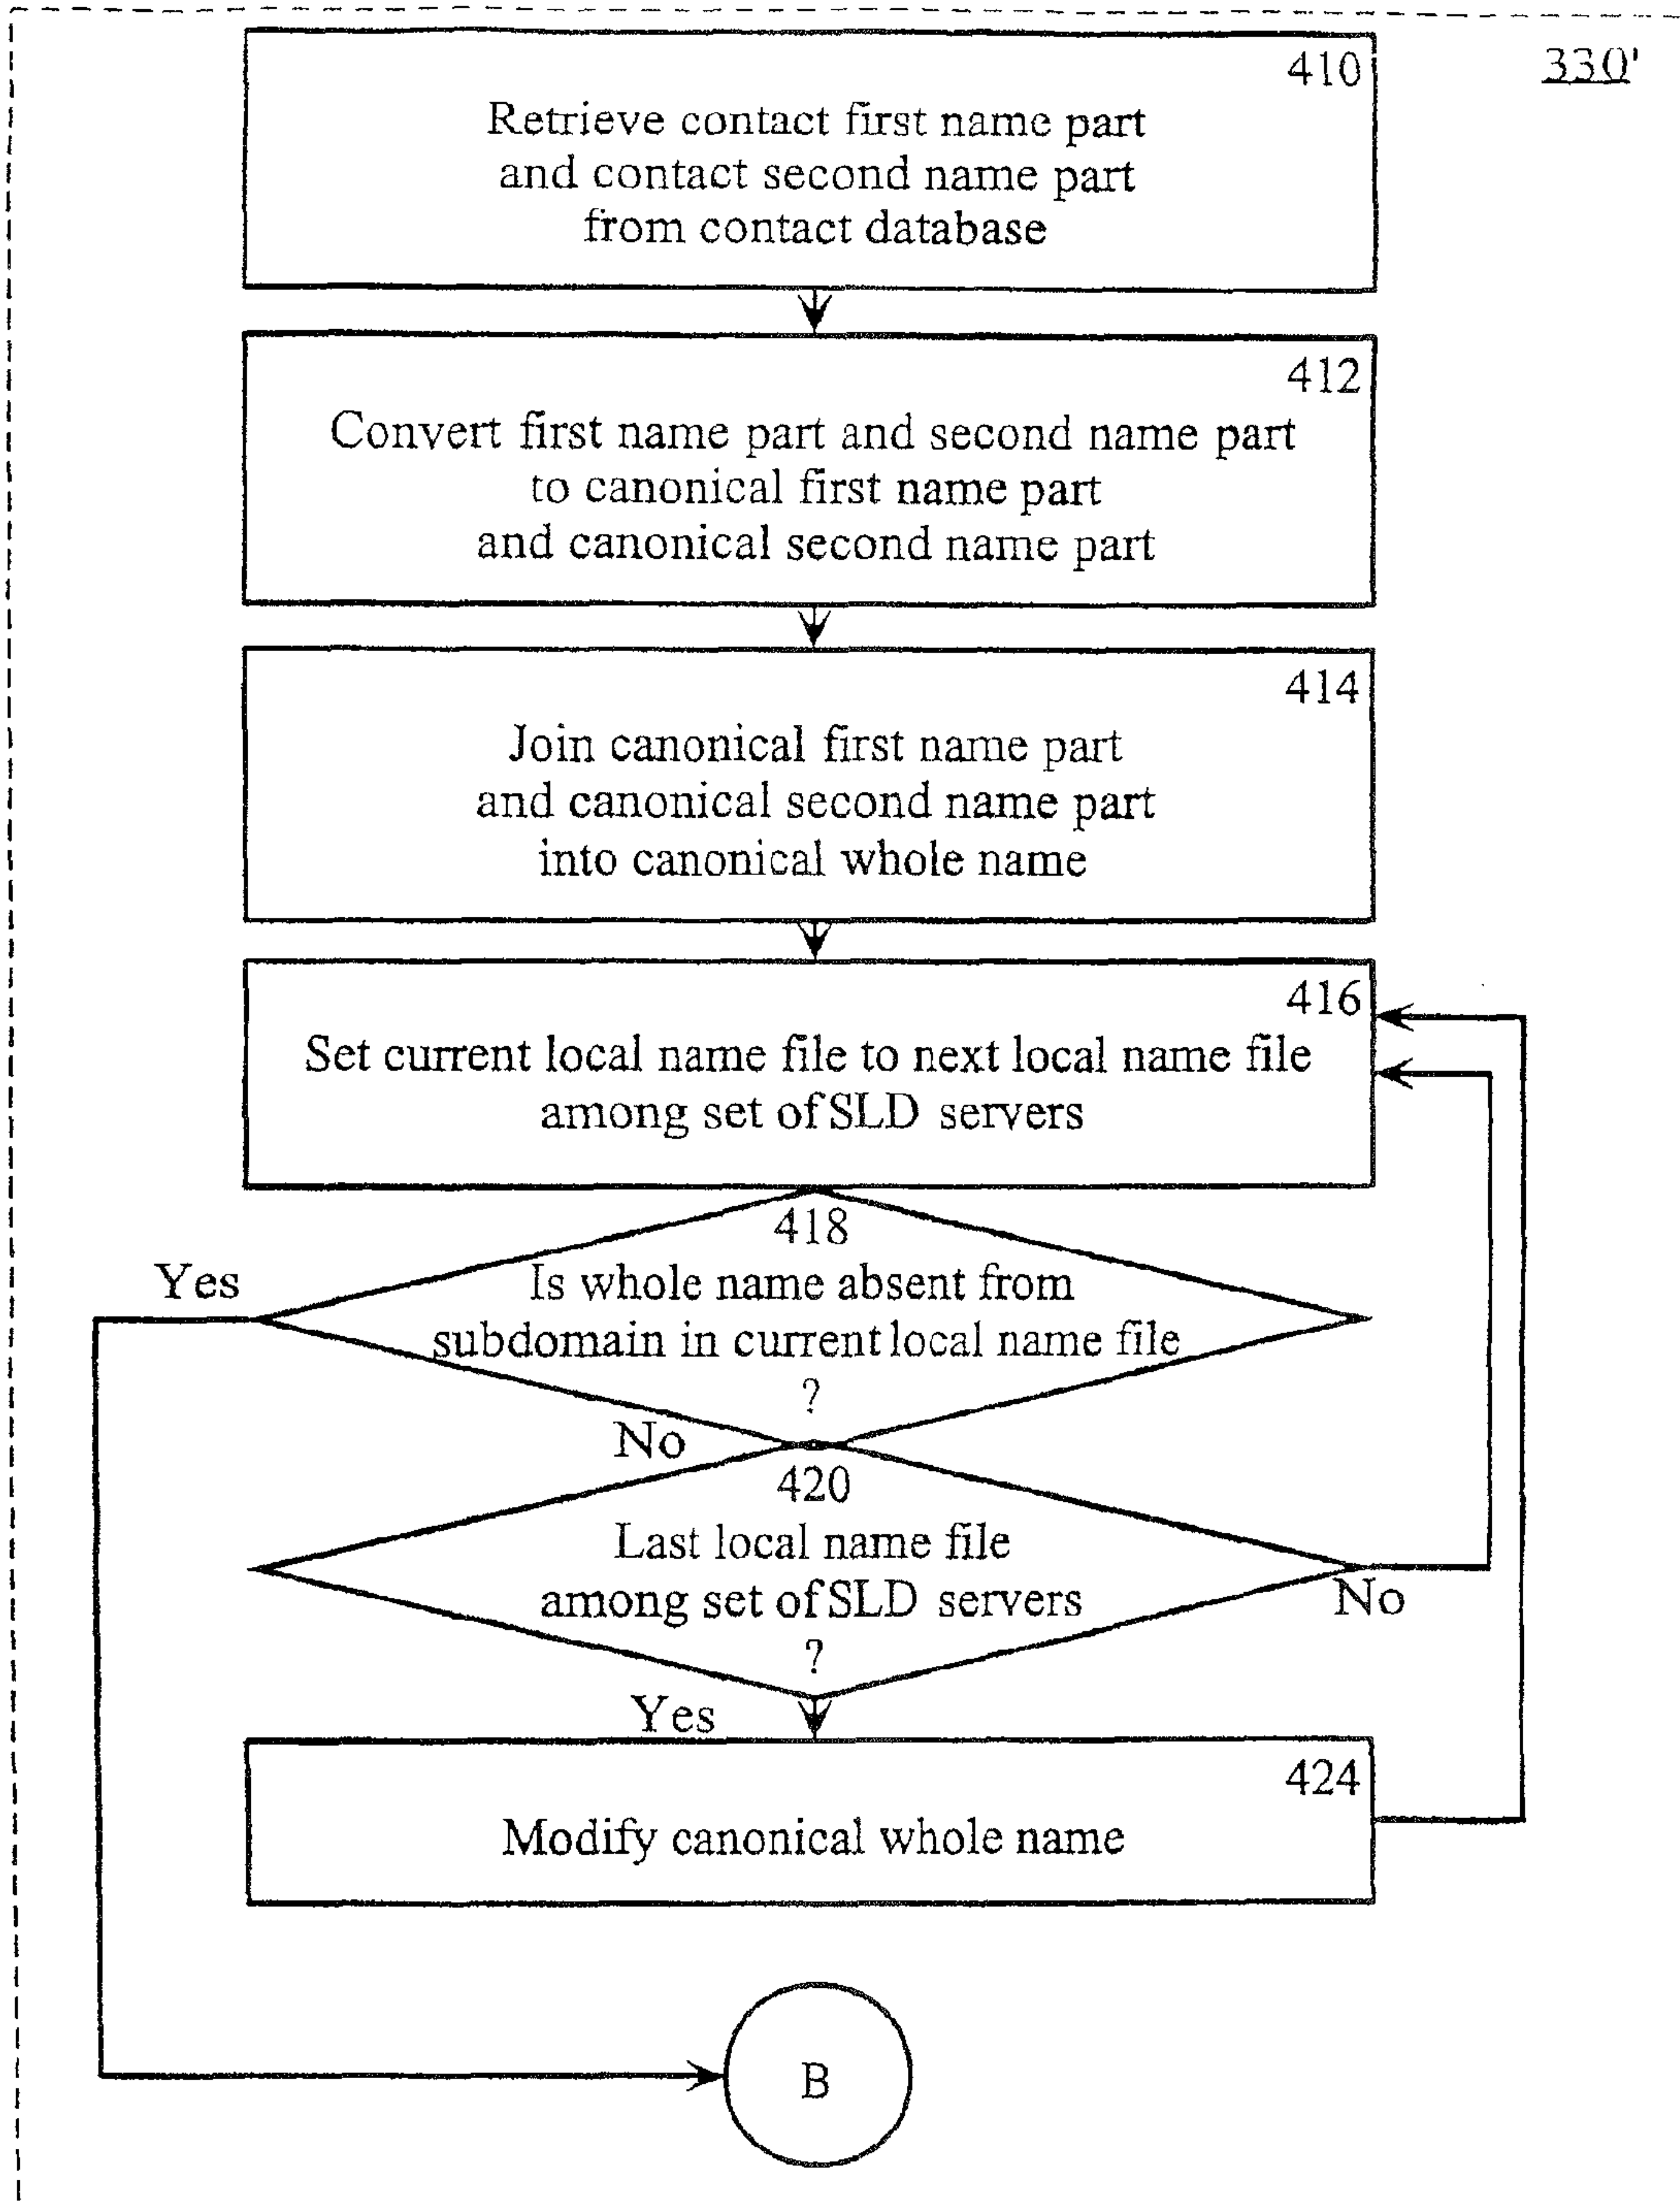 330'
410
Retrieve contact first name part
and contact second name part
from contact database
412
Convert first name part and second name part
to canonical first name part
and canonical second name part
414
Join canonical first name part
and canonical second name part
into canonical whole name
416
Set current local name file to next local name file
among set of SLD servers
418
Yes
Is whole name absent from
subdomain in current local name file
?
No
420
Last local name file
among set of SLD servers
No
?
Yes
424
Modify canonical whole name
B